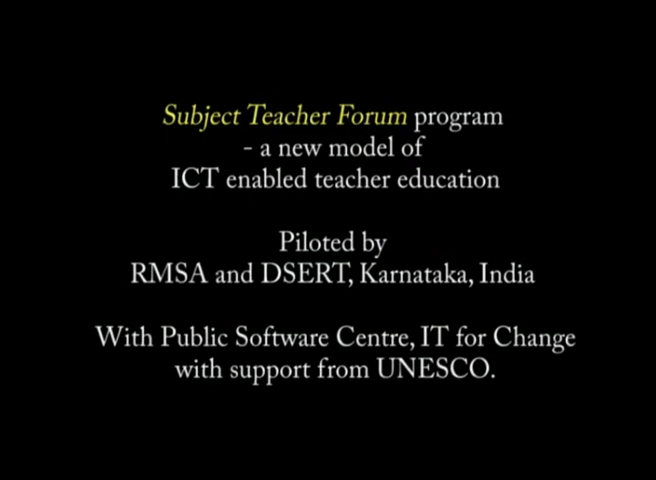 Subject Teacher Forum program
- a new model of
ICT enabled teacher education
Piloted by
RMSA and DSERT, Karnataka, India
With Public Software Centre, IT for Change
with support from UNESCO.